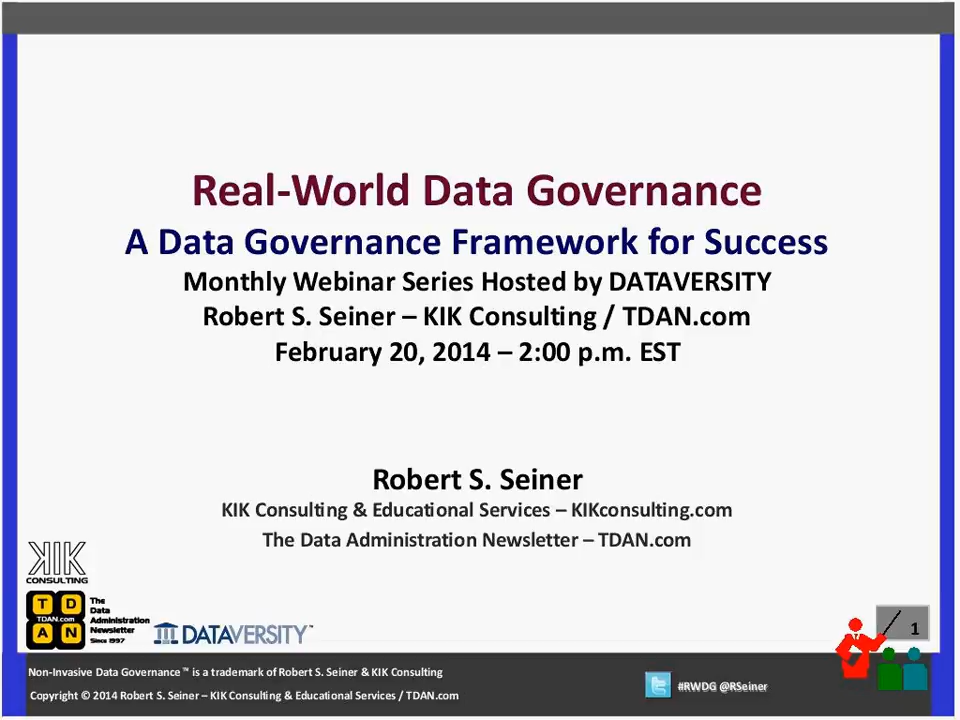 Real-World Data Governance
A Data Governance Framework for Success
Monthly Webinar Series Hosted by DATAVERSITY
Robert S. Seiner – KIK Consulting / TDAN.com
February 20, 2014 – 2:00 p.m. EST
Robert S. Seiner
KIK Consulting & Educational Services – KIKconsulting.com
The Data Administration Newsletter – TDAN.com
KIK
CONSULTING
T D
TDAN.com
A N
The
Data
Administration
Newsletter
Since 1997
DATAVERSITY™
1
Non-Invasive Data Governance™ is a trademark of Robert S. Seiner & KIK Consulting
Copyright © 2014 Robert S. Seiner – KIK Consulting & Educational Services / TDAN.com
#RWDG @RSeiner